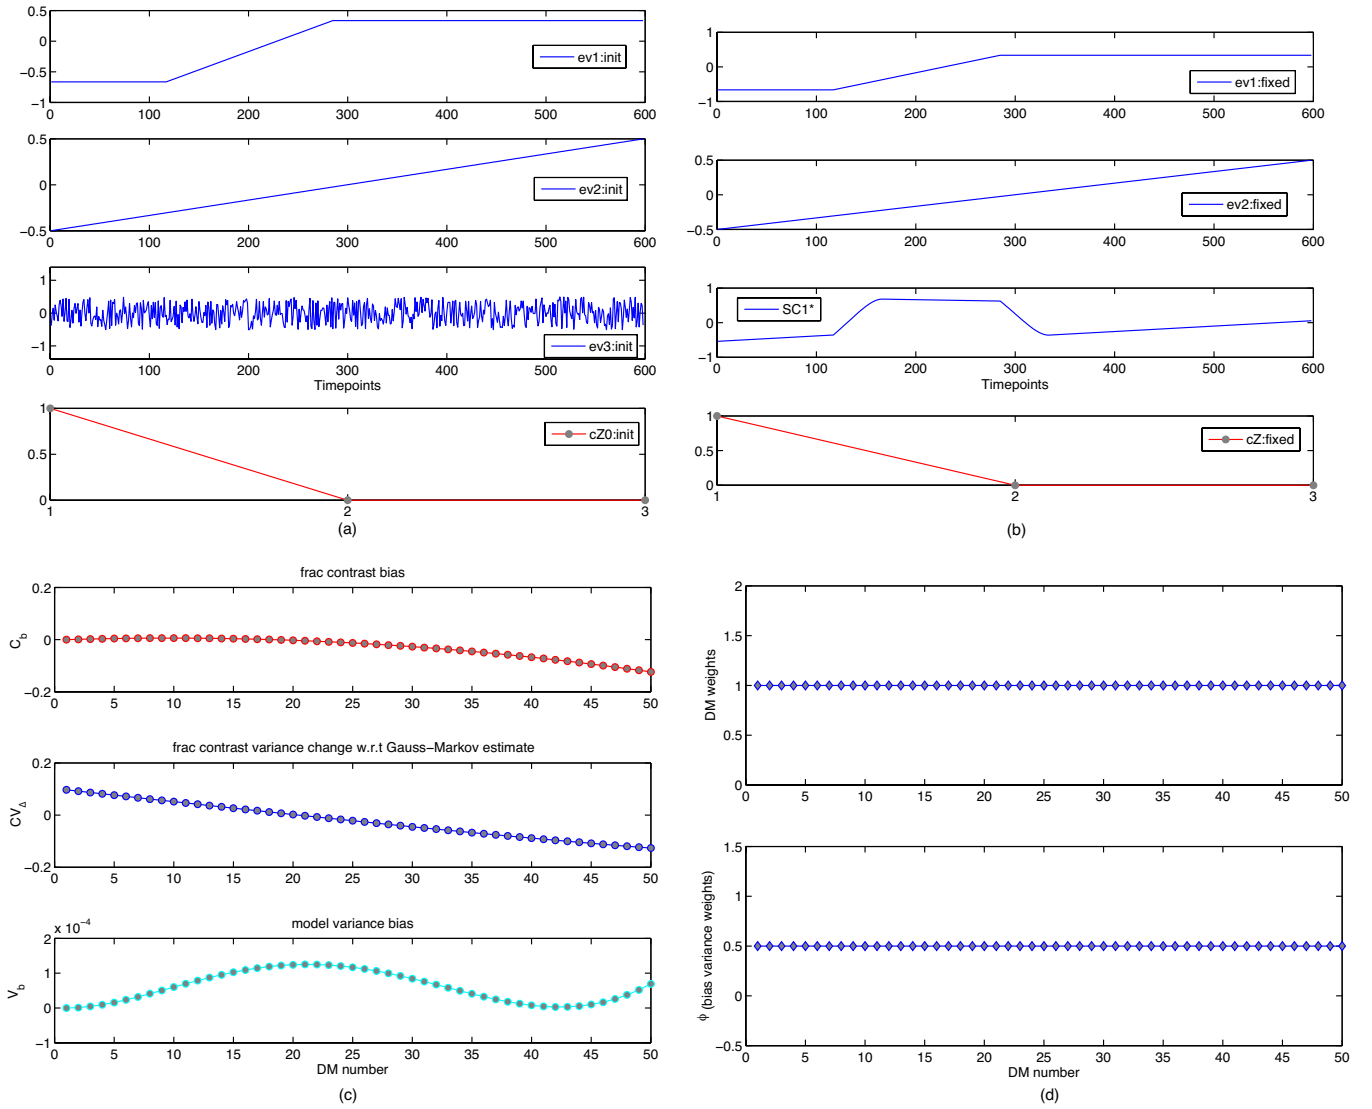 0.5
0
−0.5
−1
0 100 200 300 400 500 600
ev1:init
0.5
0
−0.5
0 100 200 300 400 500 600
ev2:init
1
0
−1
0 100 200 300 400 500 600
ev3:init
Timepoints
1
0.5
0
1 2 3
cZ0:init
(a)
1
0
−1
0 100 200 300 400 500 600
ev1:fixed
0.5
0
−0.5
0 100 200 300 400 500 600
ev2:fixed
1
0
−1
0 100 200 300 400 500 600
SC1*
Timepoints
1
0.5
0
1 2 3
cZ:fixed
(b)
frac contrast bias
0.2
0
−0.2
C_b
0 5 10 15 20 25 30 35 40 45 50
frac contrast variance change w.r.t Gauss−Markov estimate
0.2
0
−0.2
CV_Δ
0 5 10 15 20 25 30 35 40 45 50
model variance bias
x 10^−4
2
1
0
−1
V_b
0 5 10 15 20 25 30 35 40 45 50
DM number
(c)
2
1.5
1
0.5
0
DM weights
0 5 10 15 20 25 30 35 40 45 50
1.5
1
0.5
0
−0.5
ϕ (bias variance weights)
0 5 10 15 20 25 30 35 40 45 50
DM number
(d)